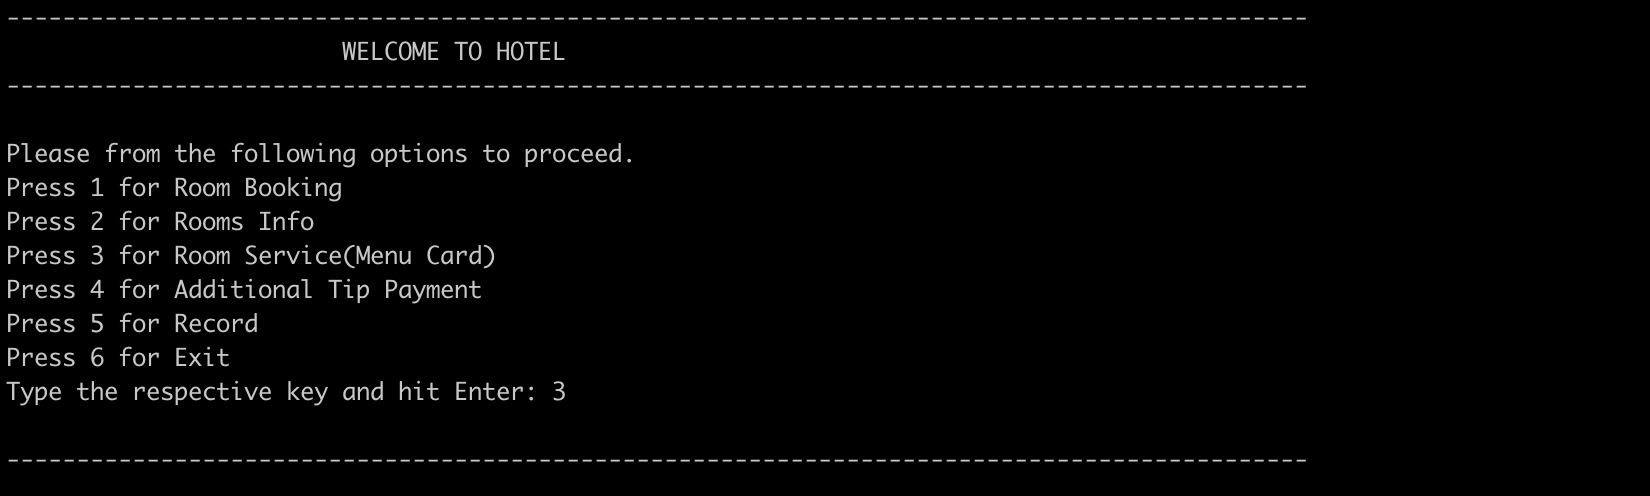 ---------------------------------------------------------------------------------------------
WELCOME TO HOTEL
---------------------------------------------------------------------------------------------
Please from the following options to proceed.
Press 1 for Room Booking
Press 2 for Rooms Info
Press 3 for Room Service(Menu Card)
Press 4 for Additional Tip Payment
Press 5 for Record
Press 6 for Exit
Type the respective key and hit Enter: 3
---------------------------------------------------------------------------------------------